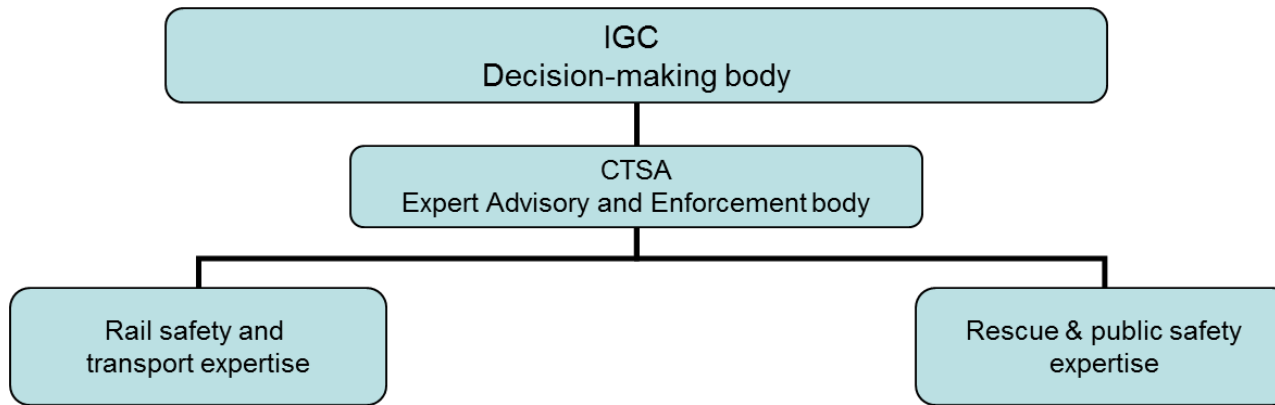 IGC
Decision-making body
CTSA
Expert Advisory and Enforcement body
Rail safety and
transport expertise
Rescue & public safety
expertise